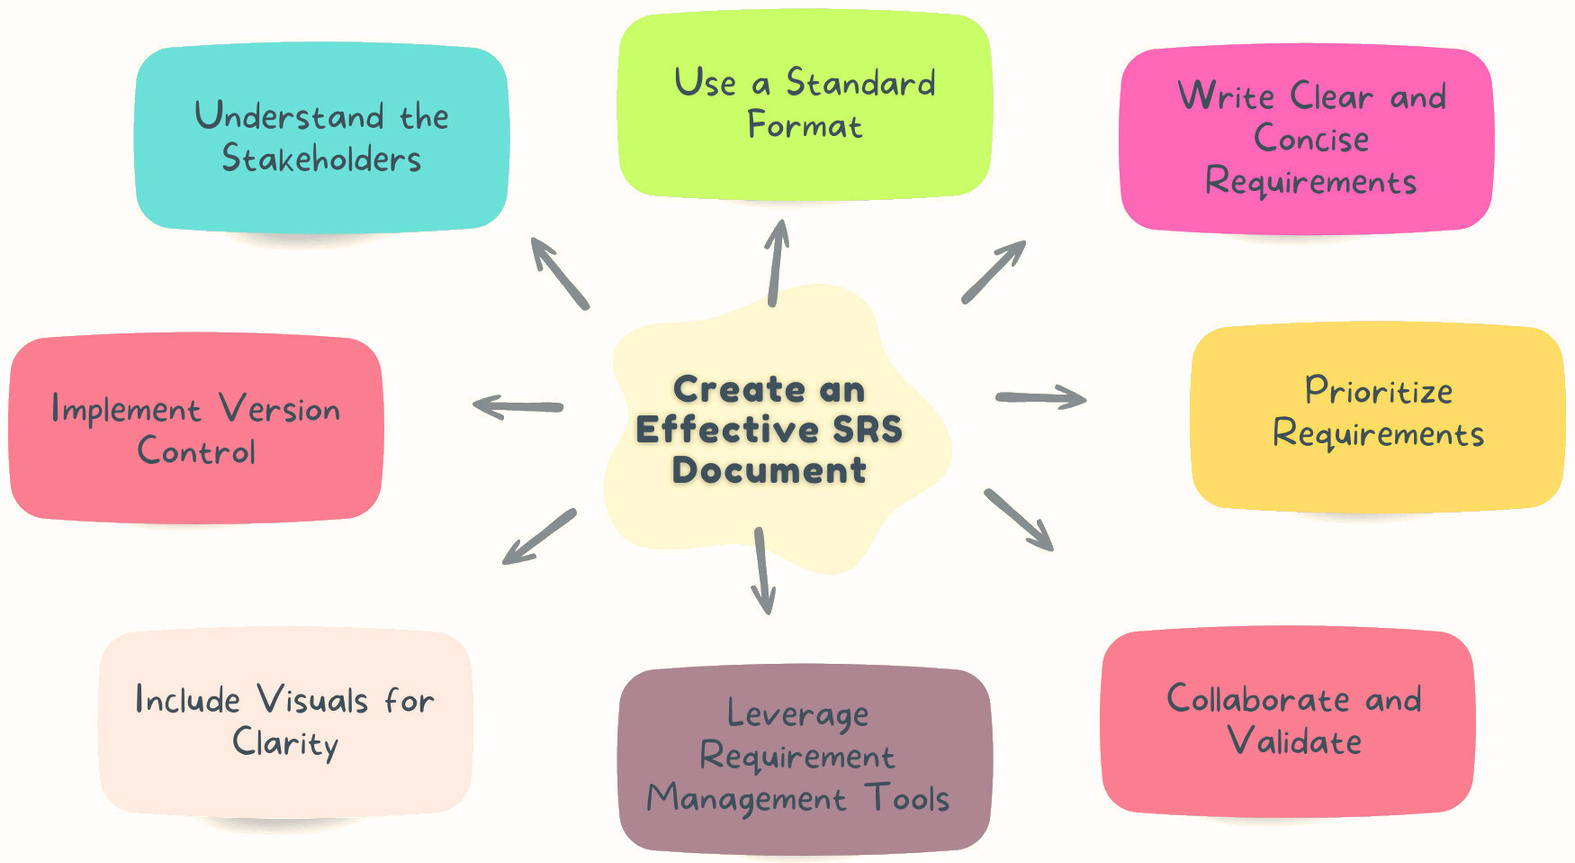 Understand the
Stakeholders
Use a Standard
Format
Write Clear and
Concise
Requirements
Implement Version
Control
Create an
Effective SRS
Document
Prioritize
Requirements
Include Visuals for
Clarity
Leverage
Requirement
Management Tools
Collaborate and
Validate